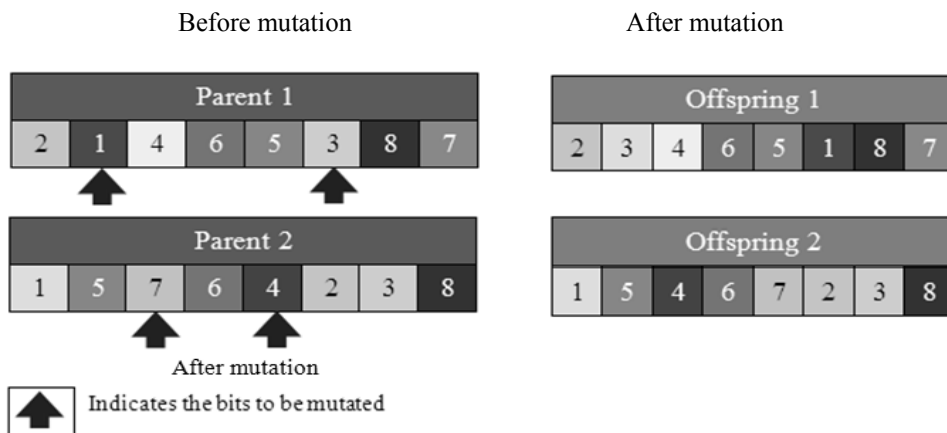 Before mutation
After mutation
Parent 1
2 1 4 6 5 3 8 7
Offspring 1
2 3 4 6 5 1 8 7
Parent 2
1 5 7 6 4 2 3 8
Offspring 2
1 5 4 6 7 2 3 8
After mutation
Indicates the bits to be mutated